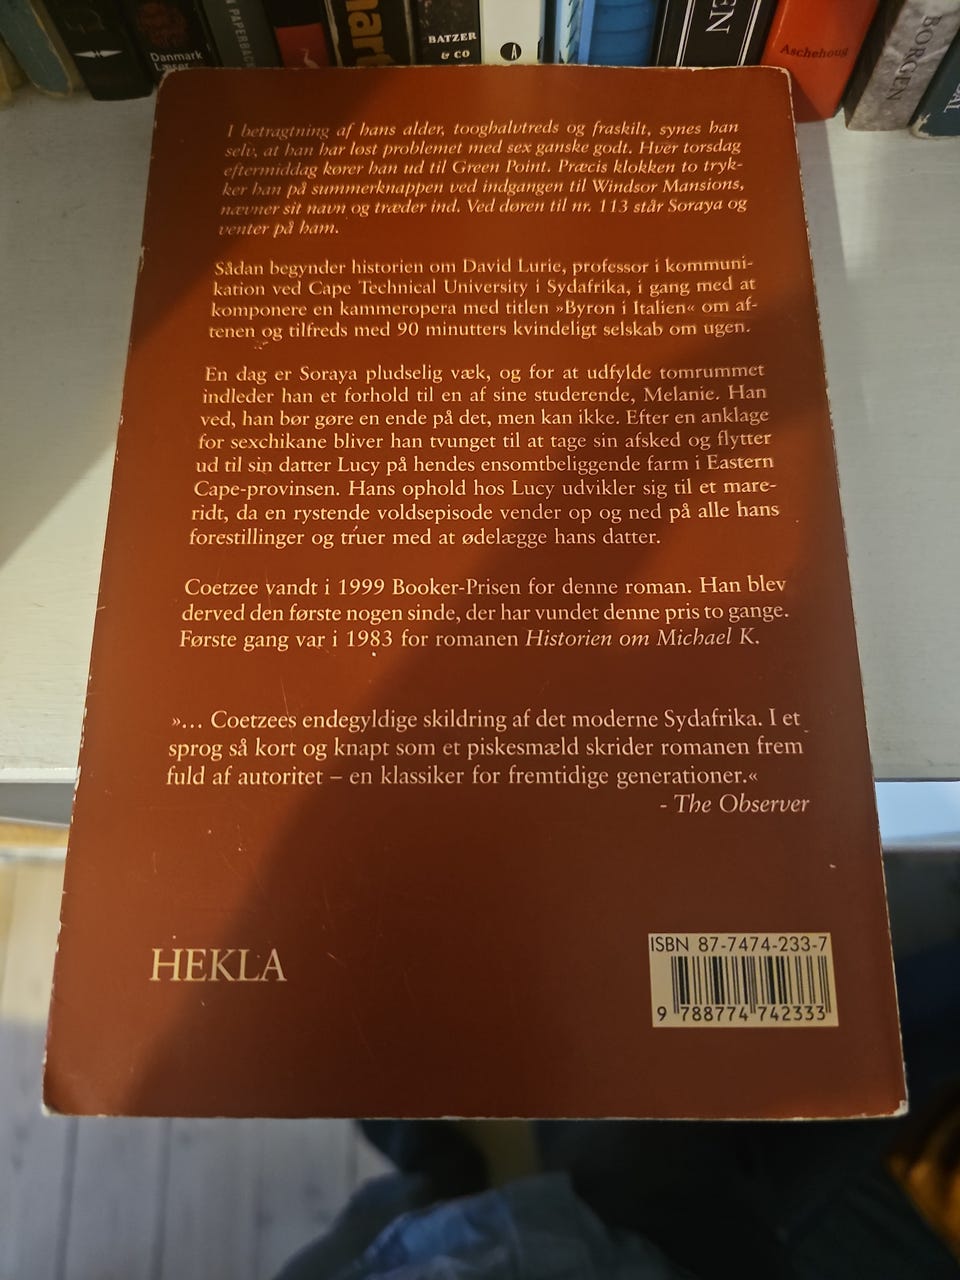 Danmark
Læser
PAPERBACK
BATZER
& CO
EN
Aschehoug
BORGEN
I betragtning af hans alder, tooghalvtreds og fraskilt, synes han
selv, at han har løst problemet med sex ganske godt. Hver torsdag
eftermiddag kører han ud til Green Point. Præcis klokken to tryk-
ker han på summerknappen ved indgangen til Windsor Mansions,
nævner sit navn og træder ind. Ved døren til nr. 113 står Soraya og
venter på ham.
Sådan begynder historien om David Lurie, professor i kommuni-
kation ved Cape Technical University i Sydafrika, i gang med at
komponere en kammeropera med titlen »Byron i Italien« om af-
tenen og tilfreds med 90 minutters kvindeligt selskab om ugen.
En dag er Soraya pludselig væk, og for at udfylde tomrummet
indleder han et forhold til en af sine studerende, Melanie. Han
ved, han bør gøre en ende på det, men kan ikke. Efter en anklage
for sexchikane bliver han tvunget til at tage sin afsked og flytter
ud til sin datter Lucy på hendes ensomtbeliggende farm i Eastern
Cape-provinsen. Hans ophold hos Lucy udvikler sig til et mare-
ridt, da en rystende voldsepisode vender op og ned på alle hans
forestillinger og truer med at ødelægge hans datter.
Coetzee vandt i 1999 Booker-Prisen for denne roman. Han blev
derved den første nogen sinde, der har vundet denne pris to gange.
Første gang var i 1983 for romanen Historien om Michael K.
»... Coetzees endegyldige skildring af det moderne Sydafrika. I et
sprog så kort og knapt som et piskesmæld skrider romanen frem
fuld af autoritet – en klassiker for fremtidige generationer.«
- The Observer
HEKLA
ISBN 87-7474-233-7
9 788774 742333